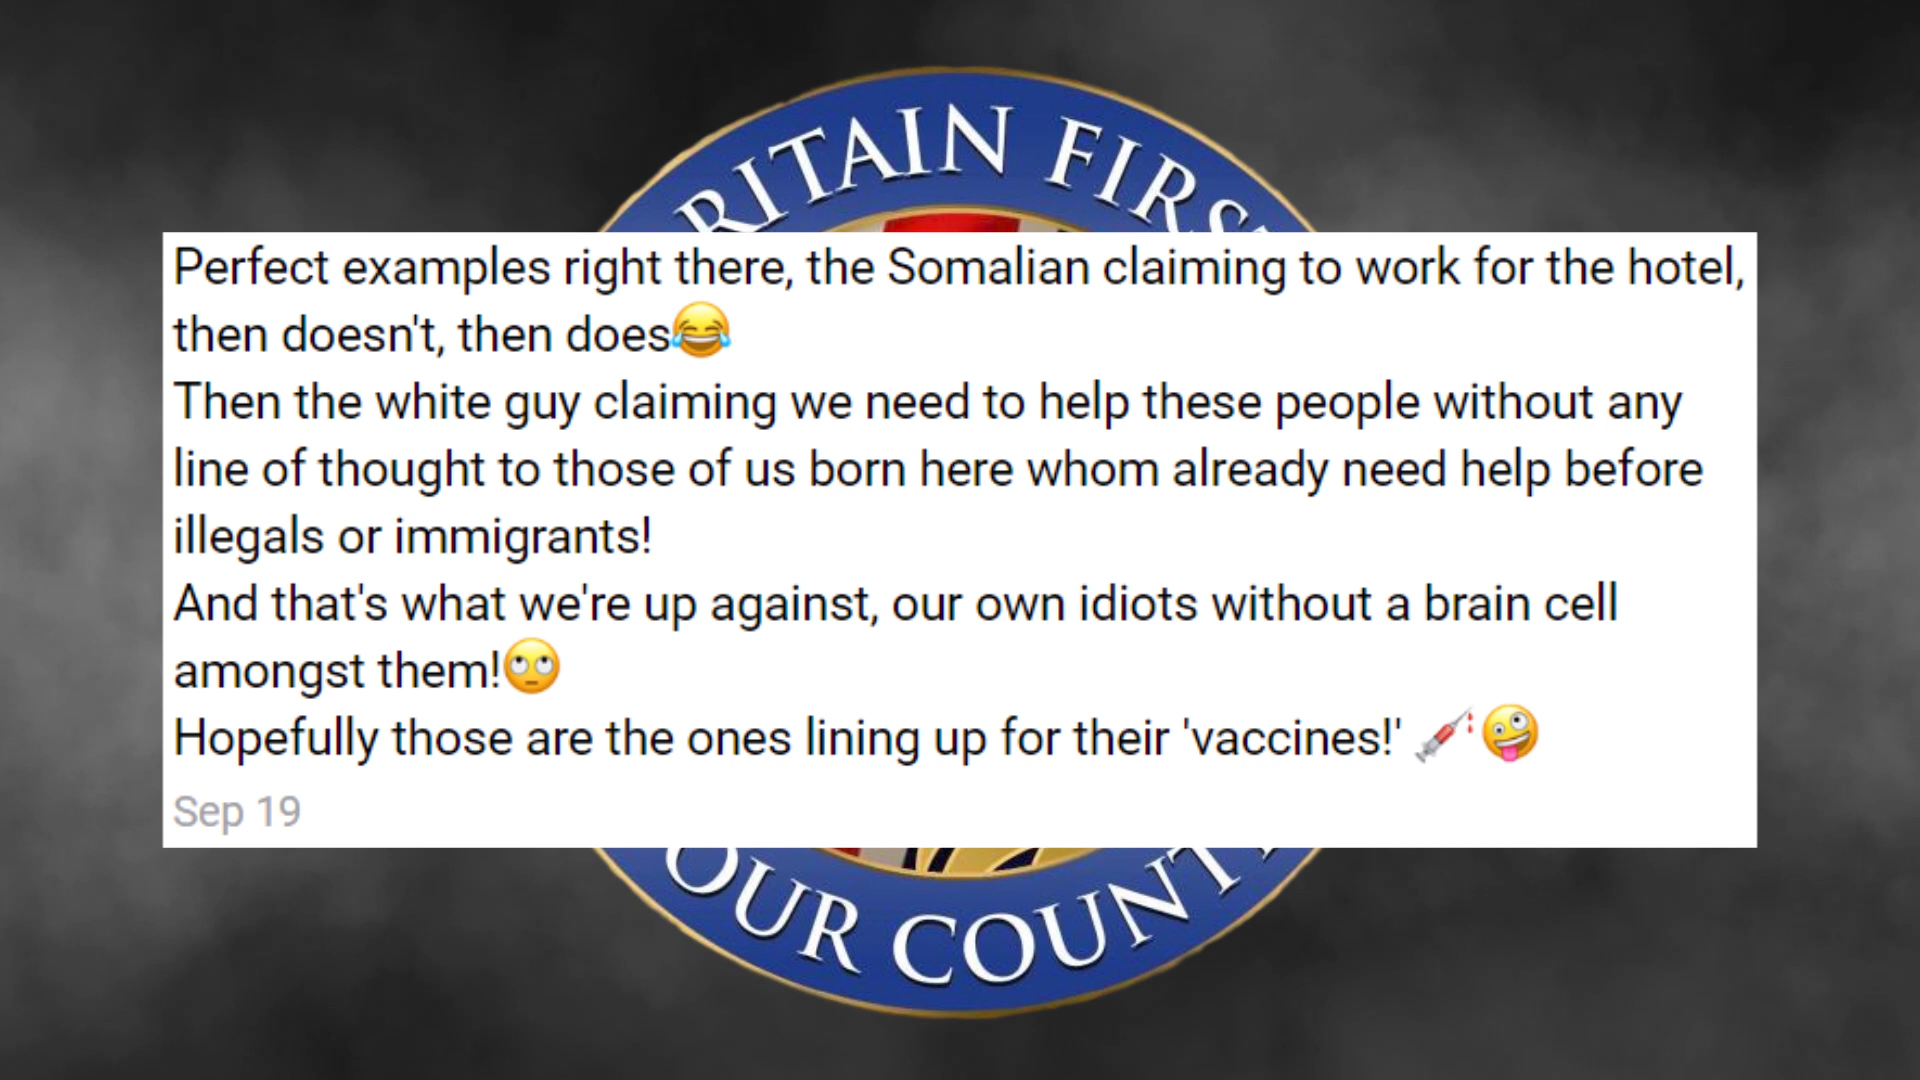 RITAIN FIRS
Perfect examples right there, the Somalian claiming to work for the hotel,
then doesn't, then does😂
Then the white guy claiming we need to help these people without any
line of thought to those of us born here whom already need help before
illegals or immigrants!
And that's what we're up against, our own idiots without a brain cell
amongst them!🙄
Hopefully those are the ones lining up for their 'vaccines!' 💉🤪
Sep 19
OUR COUNT